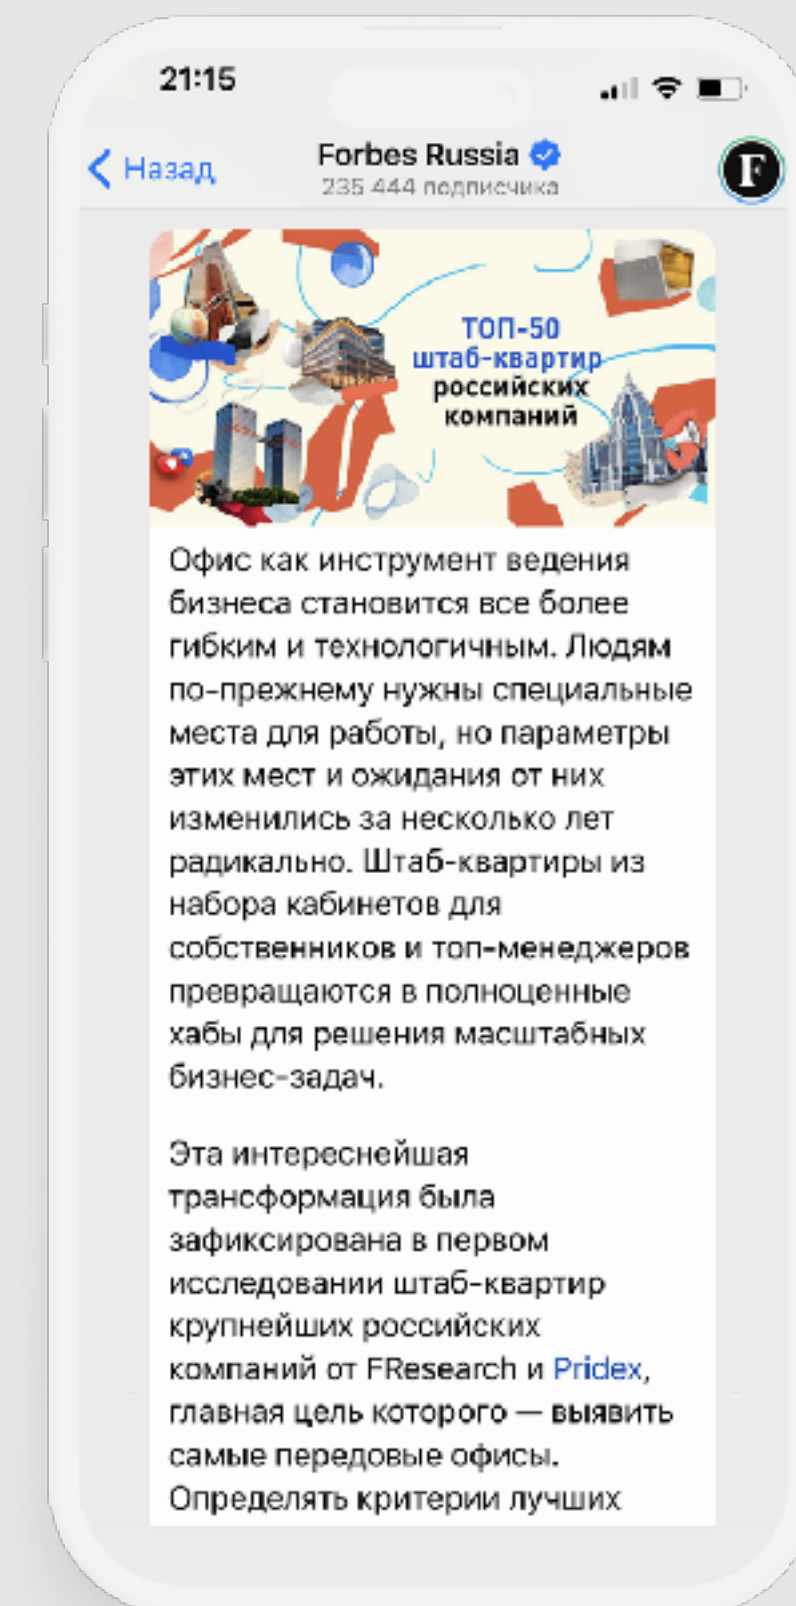 21:15
Назад
Forbes Russia
235 444 подписчика
F
ТОП-50
штаб-квартир
российских
компаний
Офис как инструмент ведения
бизнеса становится все более
гибким и технологичным. Людям
по-прежнему нужны специальные
места для работы, но параметры
этих мест и ожидания от них
изменились за несколько лет
радикально. Штаб-квартиры из
набора кабинетов для
собственников и топ-менеджеров
превращаются в полноценные
хабы для решения масштабных
бизнес-задач.
Эта интереснейшая
трансформация была
зафиксирована в первом
исследовании штаб-квартир
крупнейших российских
компаний от FResearch и Pridex,
главная цель которого — выявить
самые передовые офисы.
Определять критерии лучших